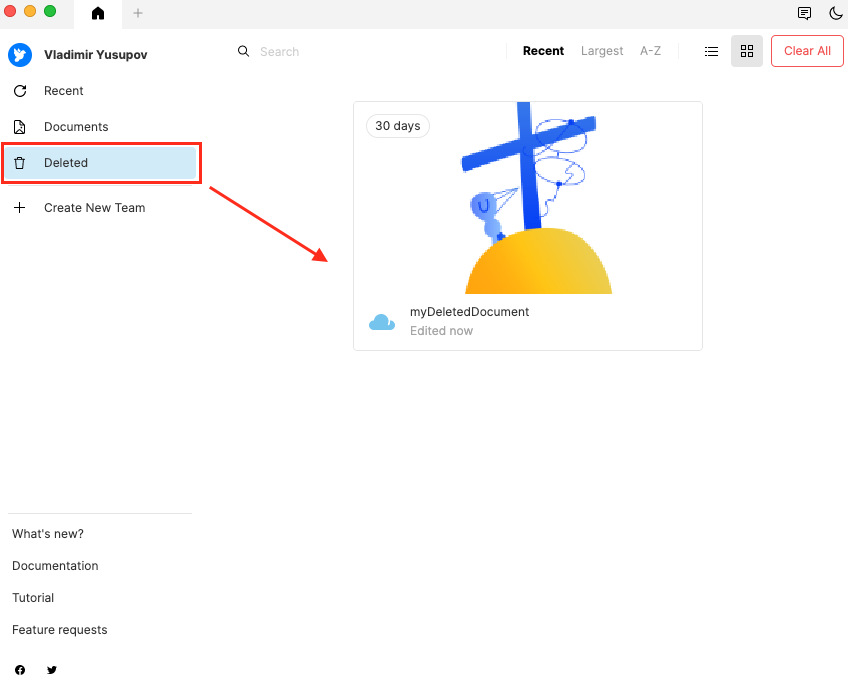 Vladimir Yusupov
Search
Recent Largest A-Z
Clear All
Recent
Documents
Deleted
Create New Team
30 days
myDeletedDocument
Edited now
What's new?
Documentation
Tutorial
Feature requests